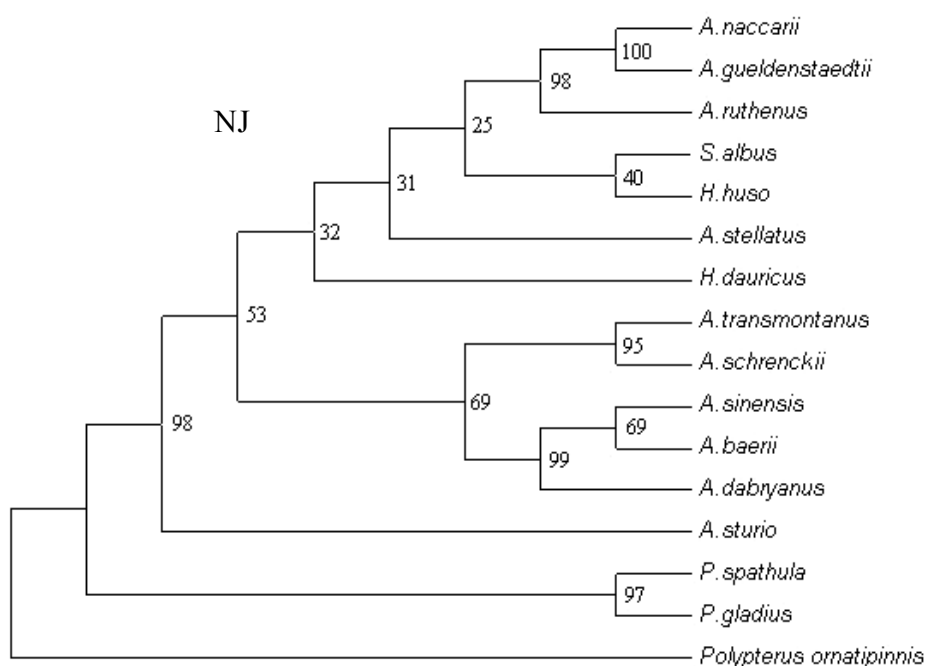 A.naccarii
100
A.gueldenstaedtii
98
NJ
A.ruthenus
25
S.albus
31
40
H.huso
32
A.stellatus
H.dauricus
53
A.transmontanus
95
A.schrenckii
69
A.sinensis
98
69
A.baerii
99
A.dabryanus
A.sturio
P.spathula
97
P.gladius
Polypterus ornatipinnis